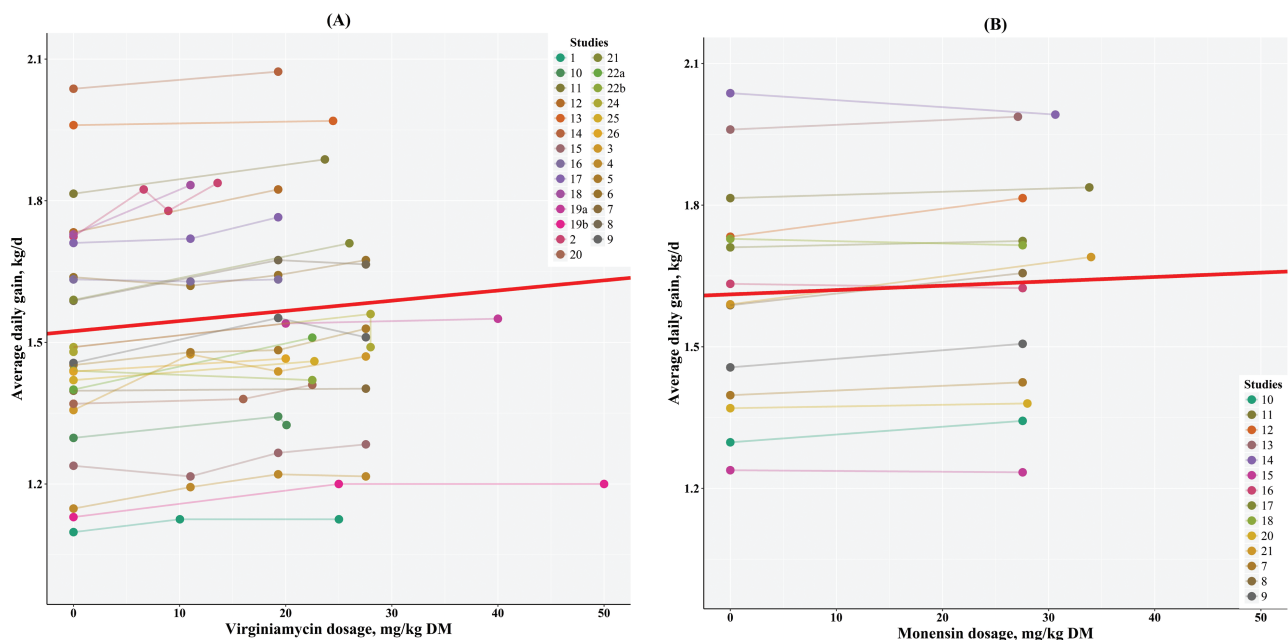 (A)
Average daily gain, kg/d
2.1
1.8
1.5
1.2
0 10 20 30 40 50
Virginiamycin dosage, mg/kg DM
Studies
1 21
10 22a
11 22b
12 24
13 25
14 26
15 3
16 4
17 5
18 6
19a 7
19b 8
2 9
20
(B)
Average daily gain, kg/d
2.1
1.8
1.5
1.2
0 10 20 30 40 50
Monensin dosage, mg/kg DM
Studies
10
11
12
13
14
15
16
17
18
20
21
7
8
9